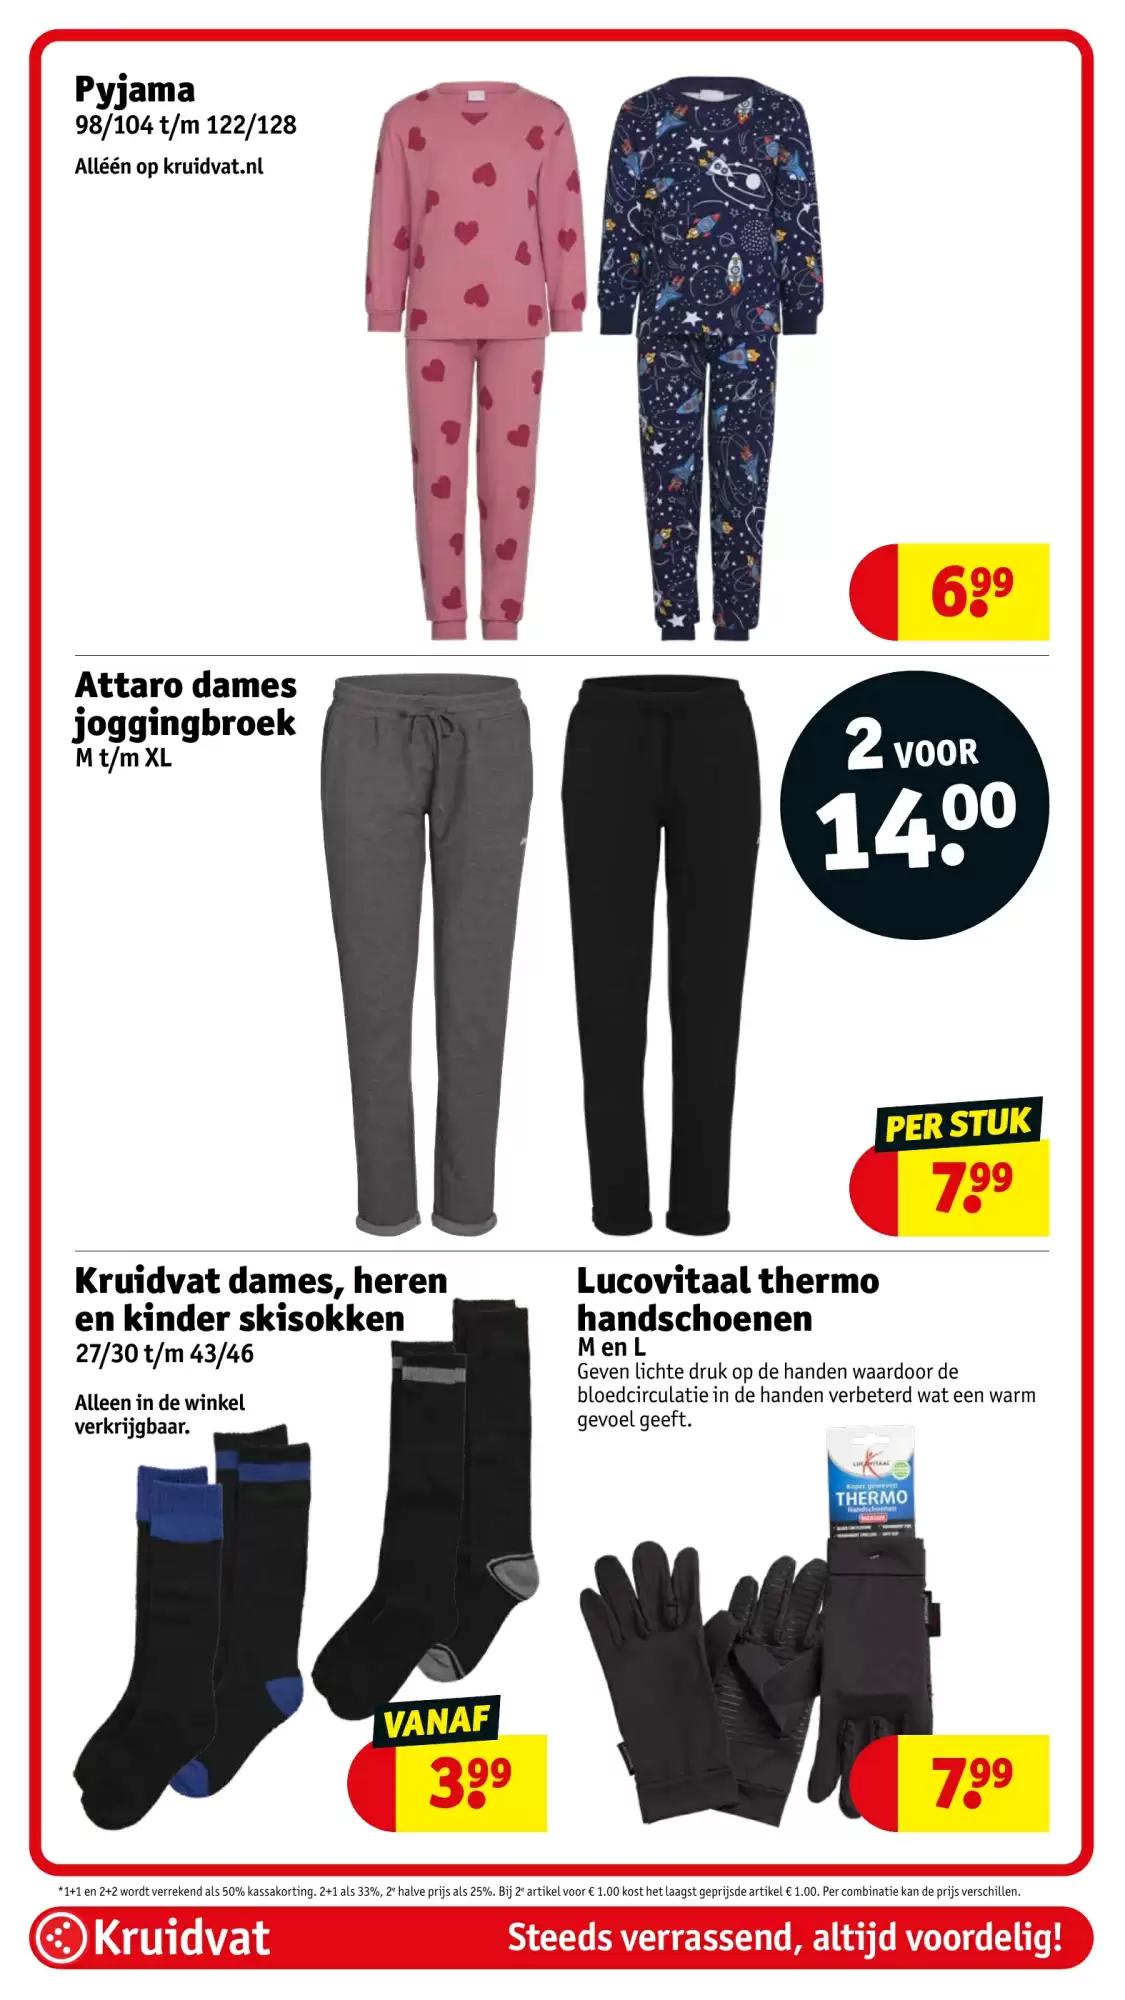 Pyjama
98/104 t/m 122/128
Alléén op kruidvat.nl
6.99
Attaro dames
joggingbroek
M t/m XL
2 VOOR
14.00
PER STUK
7.99
Kruidvat dames, heren
en kinder skisokken
27/30 t/m 43/46
Alleen in de winkel
verkrijgbaar.
VANAF
3.99
Lucovitaal thermo
handschoenen
M en L
Geven lichte druk op de handen waardoor de
bloedcirculatie in de handen verbeterd wat een warm
gevoel geeft.
LUCOVITAAL
Koper geweven
THERMO
Handschoenen
MEDIUM
7.99
*1+1 en 2+2 wordt verrekend als 50% kassakorting. 2+1 als 33%, 2e halve prijs als 25%. Bij 2e artikel voor € 1.00 kost het laagst geprijsde artikel € 1.00. Per combinatie kan de prijs verschillen.
Kruidvat
Steeds verrassend, altijd voordelig!